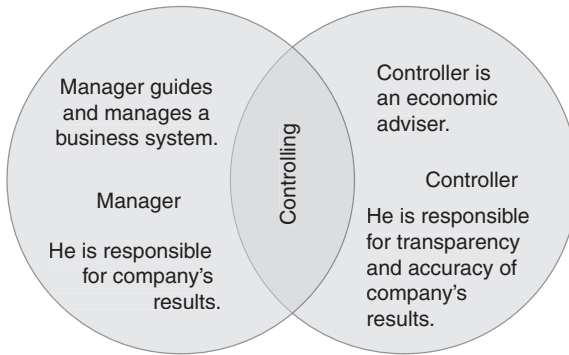 Manager guides
and manages a
business system.
Manager
He is responsible
for company's
results.
Controlling
Controller is
an economic
adviser.
Controller
He is responsible
for transparency
and accuracy of
company's
results.